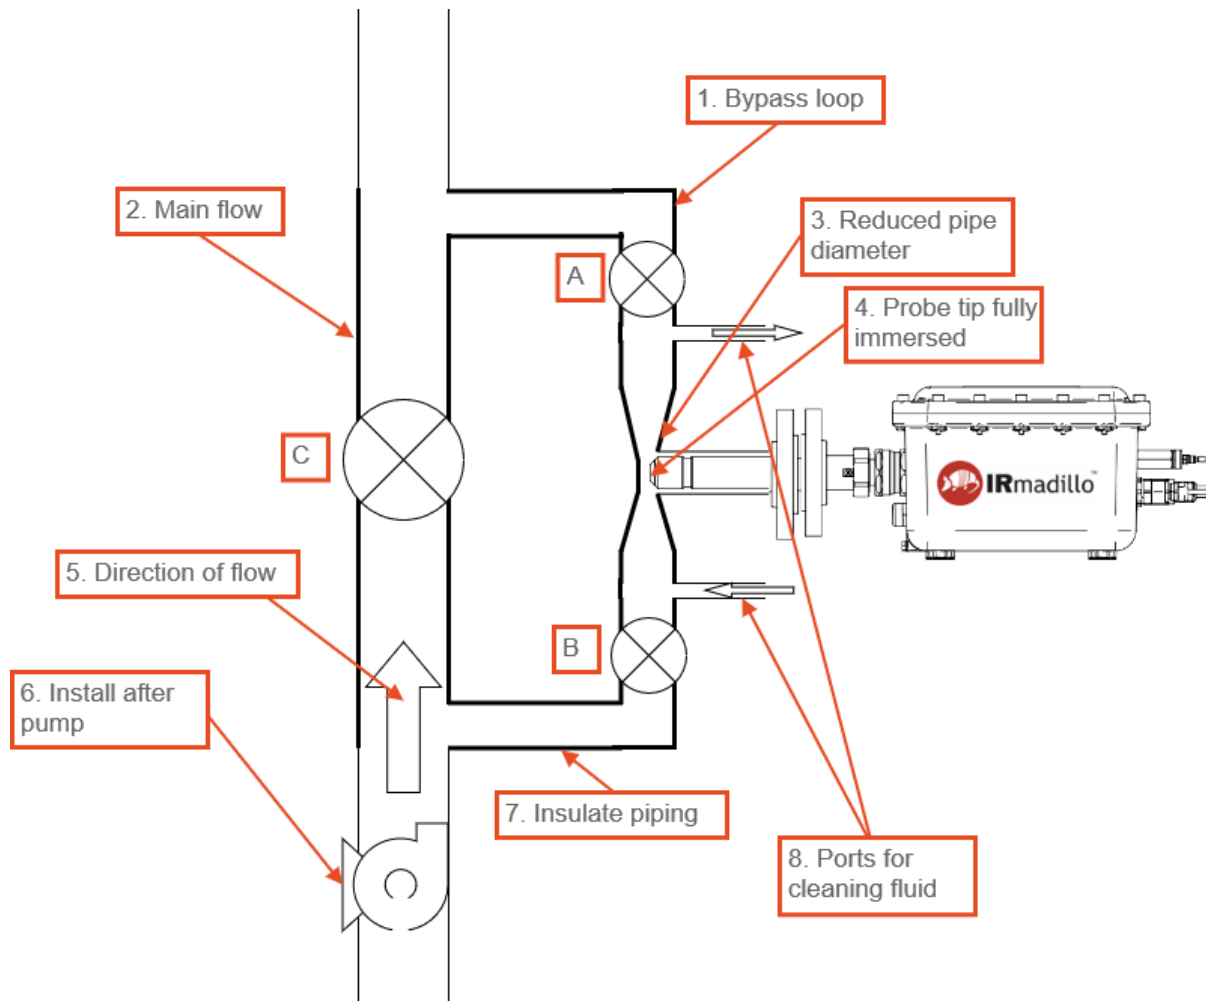 1. Bypass loop
2. Main flow
3. Reduced pipe
diameter
A
4. Probe tip fully
immersed
C
IRmadillo™
5. Direction of flow
B
6. Install after
pump
7. Insulate piping
8. Ports for
cleaning fluid